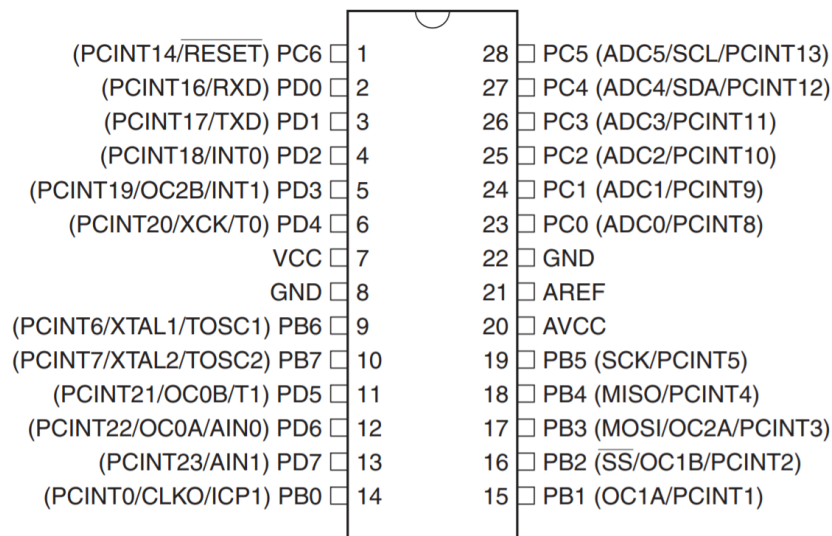 (PCINT14/RESET) PC6 1
(PCINT16/RXD) PD0 2
(PCINT17/TXD) PD1 3
(PCINT18/INT0) PD2 4
(PCINT19/OC2B/INT1) PD3 5
(PCINT20/XCK/T0) PD4 6
VCC 7
GND 8
(PCINT6/XTAL1/TOSC1) PB6 9
(PCINT7/XTAL2/TOSC2) PB7 10
(PCINT21/OC0B/T1) PD5 11
(PCINT22/OC0A/AIN0) PD6 12
(PCINT23/AIN1) PD7 13
(PCINT0/CLKO/ICP1) PB0 14
28 PC5 (ADC5/SCL/PCINT13)
27 PC4 (ADC4/SDA/PCINT12)
26 PC3 (ADC3/PCINT11)
25 PC2 (ADC2/PCINT10)
24 PC1 (ADC1/PCINT9)
23 PC0 (ADC0/PCINT8)
22 GND
21 AREF
20 AVCC
19 PB5 (SCK/PCINT5)
18 PB4 (MISO/PCINT4)
17 PB3 (MOSI/OC2A/PCINT3)
16 PB2 (SS/OC1B/PCINT2)
15 PB1 (OC1A/PCINT1)